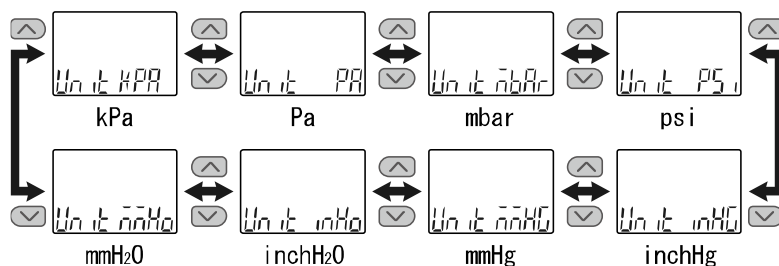 Unit kPA
Unit PA
Unit mbAr
Unit PSi
kPa
Pa
mbar
psi
Unit mmHo
Unit inHo
Unit mmHG
Unit inHG
mmH₂O
inchH₂O
mmHg
inchHg